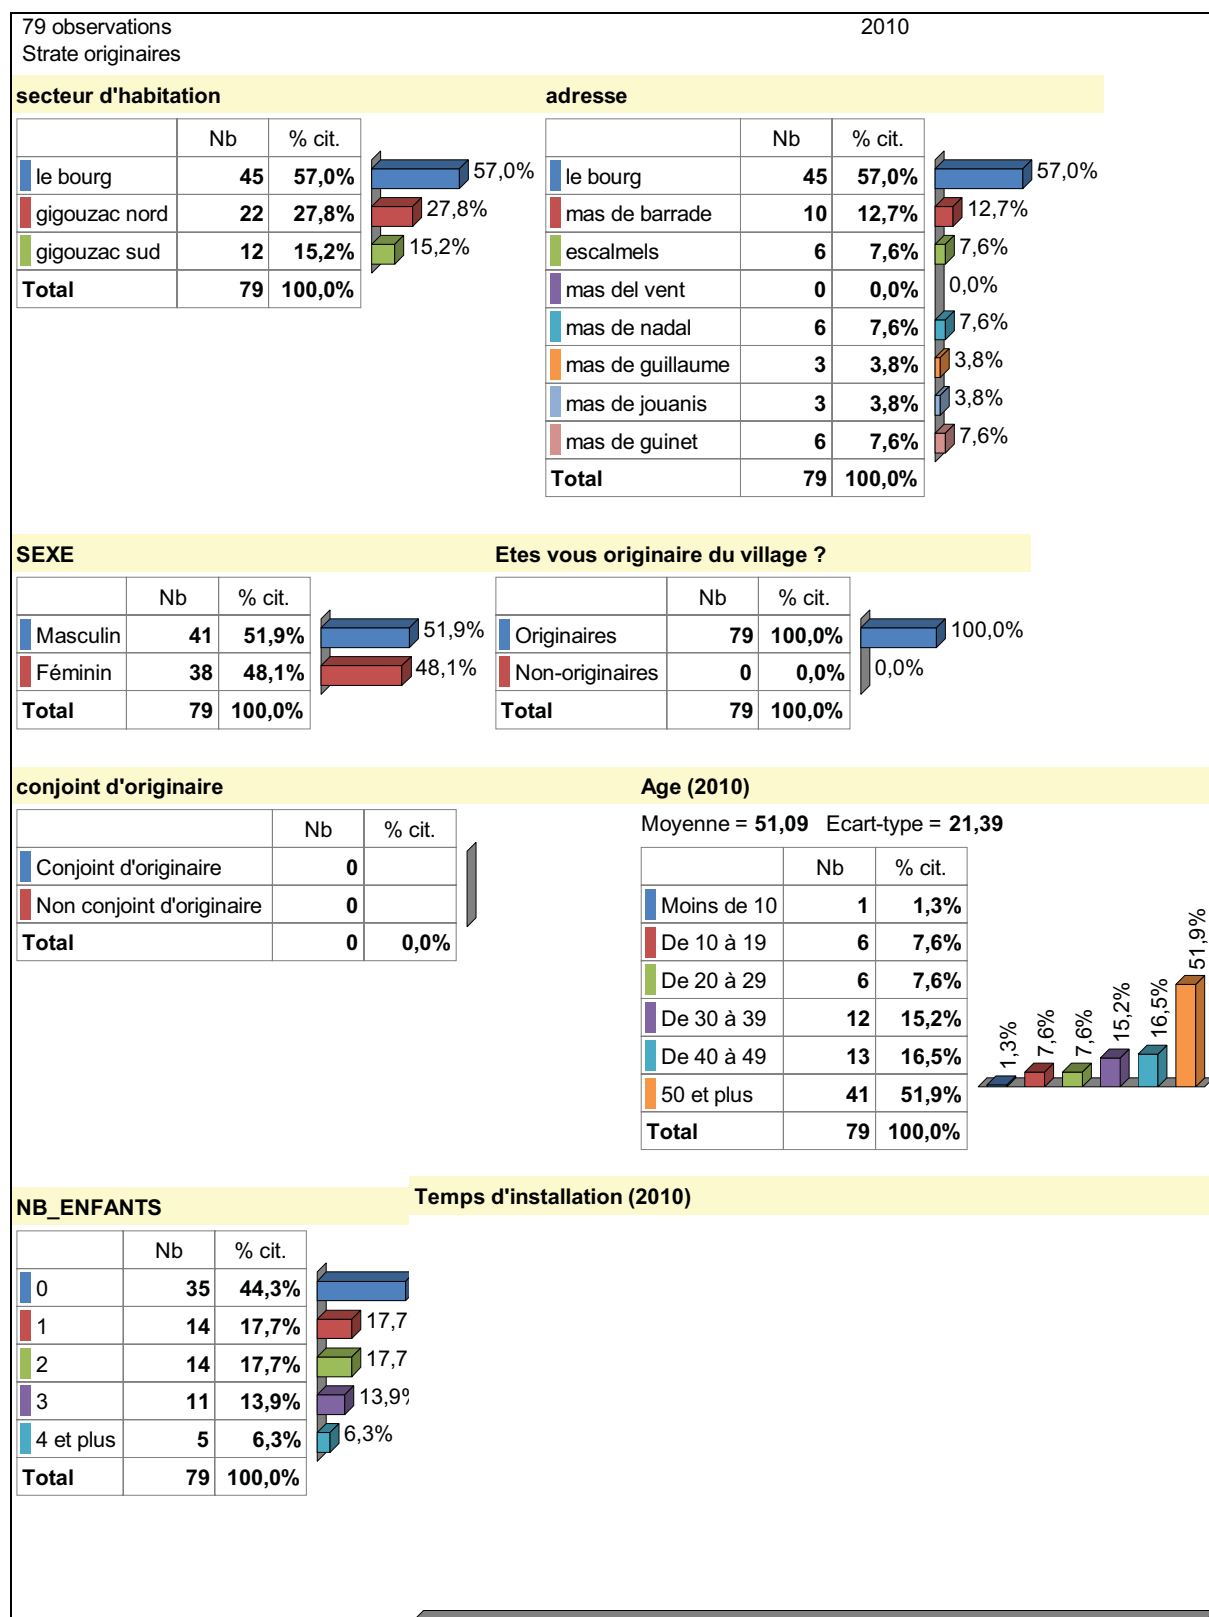 79 observations 2010
Strate originaires
secteur d'habitation
Nb % cit.
le bourg 45 57,0% 57,0%
gigouzac nord 22 27,8% 27,8%
gigouzac sud 12 15,2% 15,2%
Total 79 100,0%
adresse
Nb % cit.
le bourg 45 57,0% 57,0%
mas de barrade 10 12,7% 12,7%
escalmels 6 7,6% 7,6%
mas del vent 0 0,0% 0,0%
mas de nadal 6 7,6% 7,6%
mas de guillaume 3 3,8% 3,8%
mas de jouanis 3 3,8% 3,8%
mas de guinet 6 7,6% 7,6%
Total 79 100,0%
SEXE
Nb % cit.
Masculin 41 51,9% 51,9%
Féminin 38 48,1% 48,1%
Total 79 100,0%
Etes vous originaire du village ?
Nb % cit.
Originaires 79 100,0% 100,0%
Non-originaires 0 0,0% 0,0%
Total 79 100,0%
conjoint d'originaire
Nb % cit.
Conjoint d'originaire 0
Non conjoint d'originaire 0
Total 0 0,0%
Age (2010)
Moyenne = 51,09 Ecart-type = 21,39
Nb % cit.
Moins de 10 1 1,3%
De 10 à 19 6 7,6%
De 20 à 29 6 7,6%
De 30 à 39 12 15,2%
De 40 à 49 13 16,5%
50 et plus 41 51,9%
Total 79 100,0%
1,3% 7,6% 7,6% 15,2% 16,5% 51,9%
NB_ENFANTS
Nb % cit.
0 35 44,3%
1 14 17,7% 17,7
2 14 17,7% 17,7
3 11 13,9% 13,9%
4 et plus 5 6,3% 6,3%
Total 79 100,0%
Temps d'installation (2010)